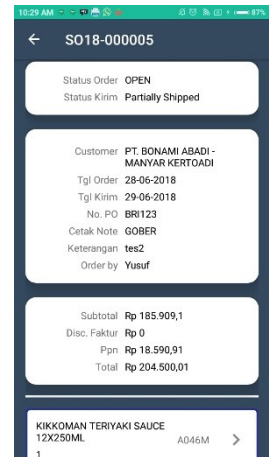 10:29 AM 87%
SO18-000005
Status Order OPEN
Status Kirim Partially Shipped
Customer PT. BONAMI ABADI -
MANYAR KERTOADI
Tgl Order 28-06-2018
Tgl Kirim 29-06-2018
No. PO BRI123
Cetak Note GOBER
Keterangan tes2
Order by Yusuf
Subtotal Rp 185.909,1
Disc. Faktur Rp 0
Ppn Rp 18.590,91
Total Rp 204.500,01
KIKKOMAN TERIYAKI SAUCE
12X250ML A046M
1